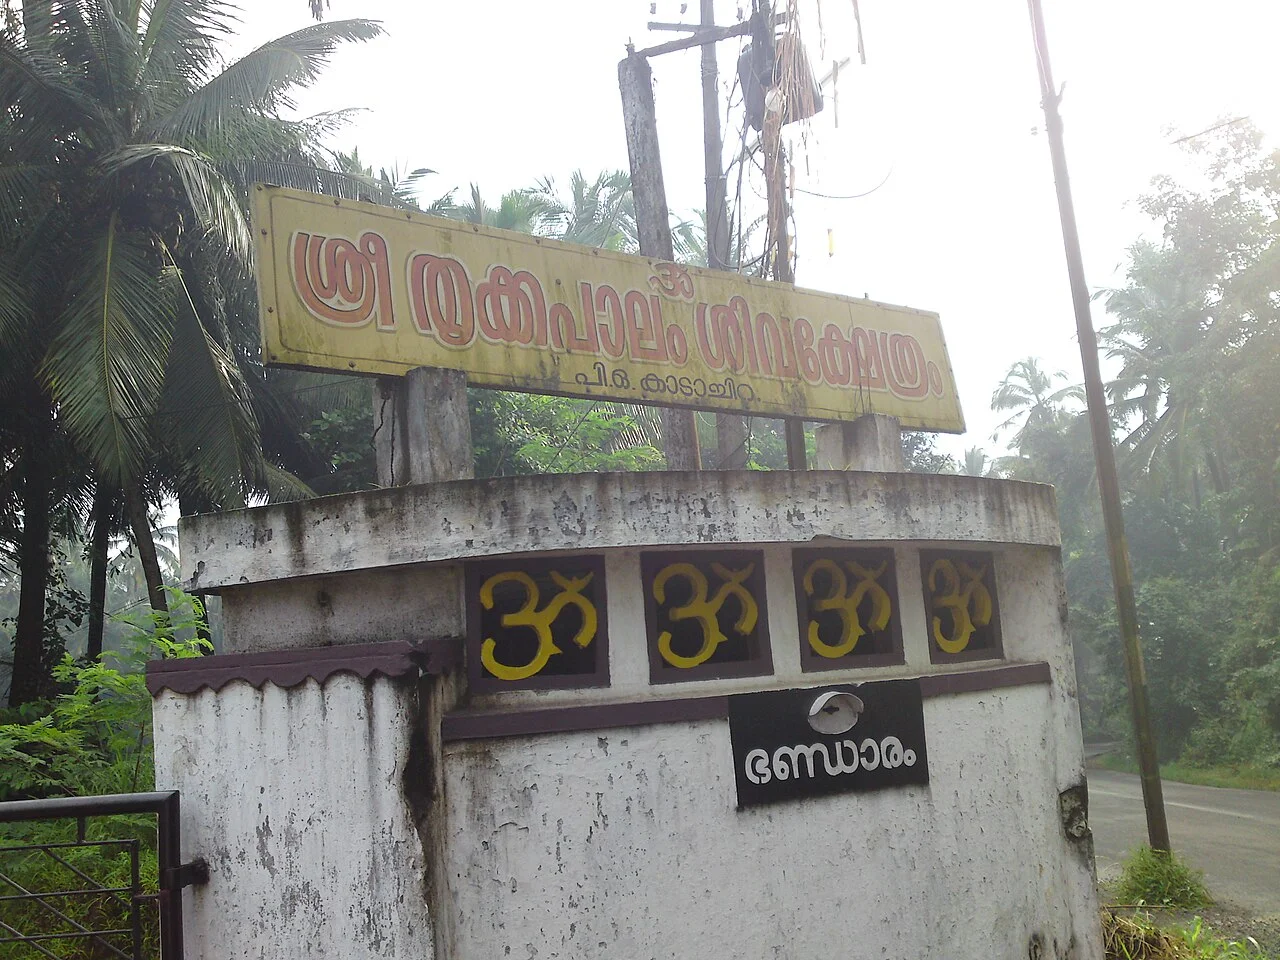 ॐ
ശ്രീ തൃക്കപാലം ശിവക്ഷേത്രം
പി.ഒ. കാടാച്ചിറ.
ॐ ॐ ॐ ॐ
ഭണ്ഡാരം